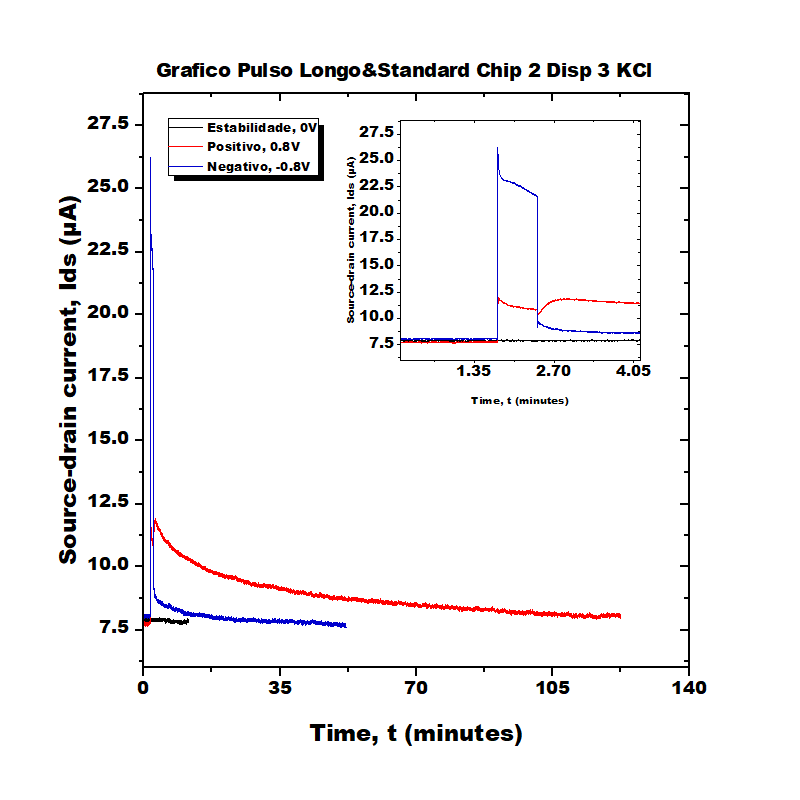 Grafico Pulso Longo&Standard Chip 2 Disp 3 KCl
27.5
25.0
22.5
20.0
17.5
15.0
12.5
10.0
7.5
Source-drain current, Ids (µA)
Estabilidade, 0V
Positivo, 0.8V
Negativo, -0.8V
27.5
25.0
22.5
20.0
17.5
15.0
12.5
10.0
7.5
Source-drain current, Ids (µA)
1.35 2.70 4.05
Time, t (minutes)
0 35 70 105 140
Time, t (minutes)